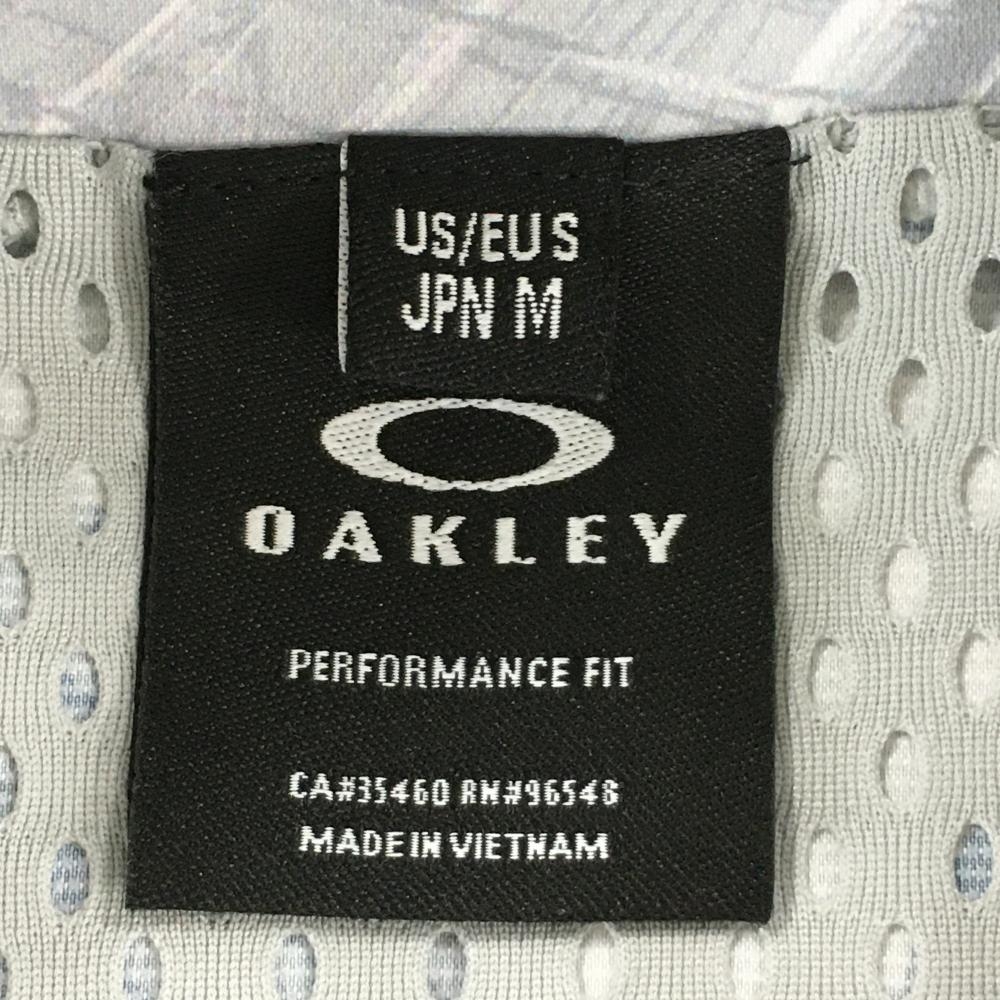 US/EU S
JPN M
OAKLEY
PERFORMANCE FIT
CA#35460 RN#96548
MADE IN VIETNAM